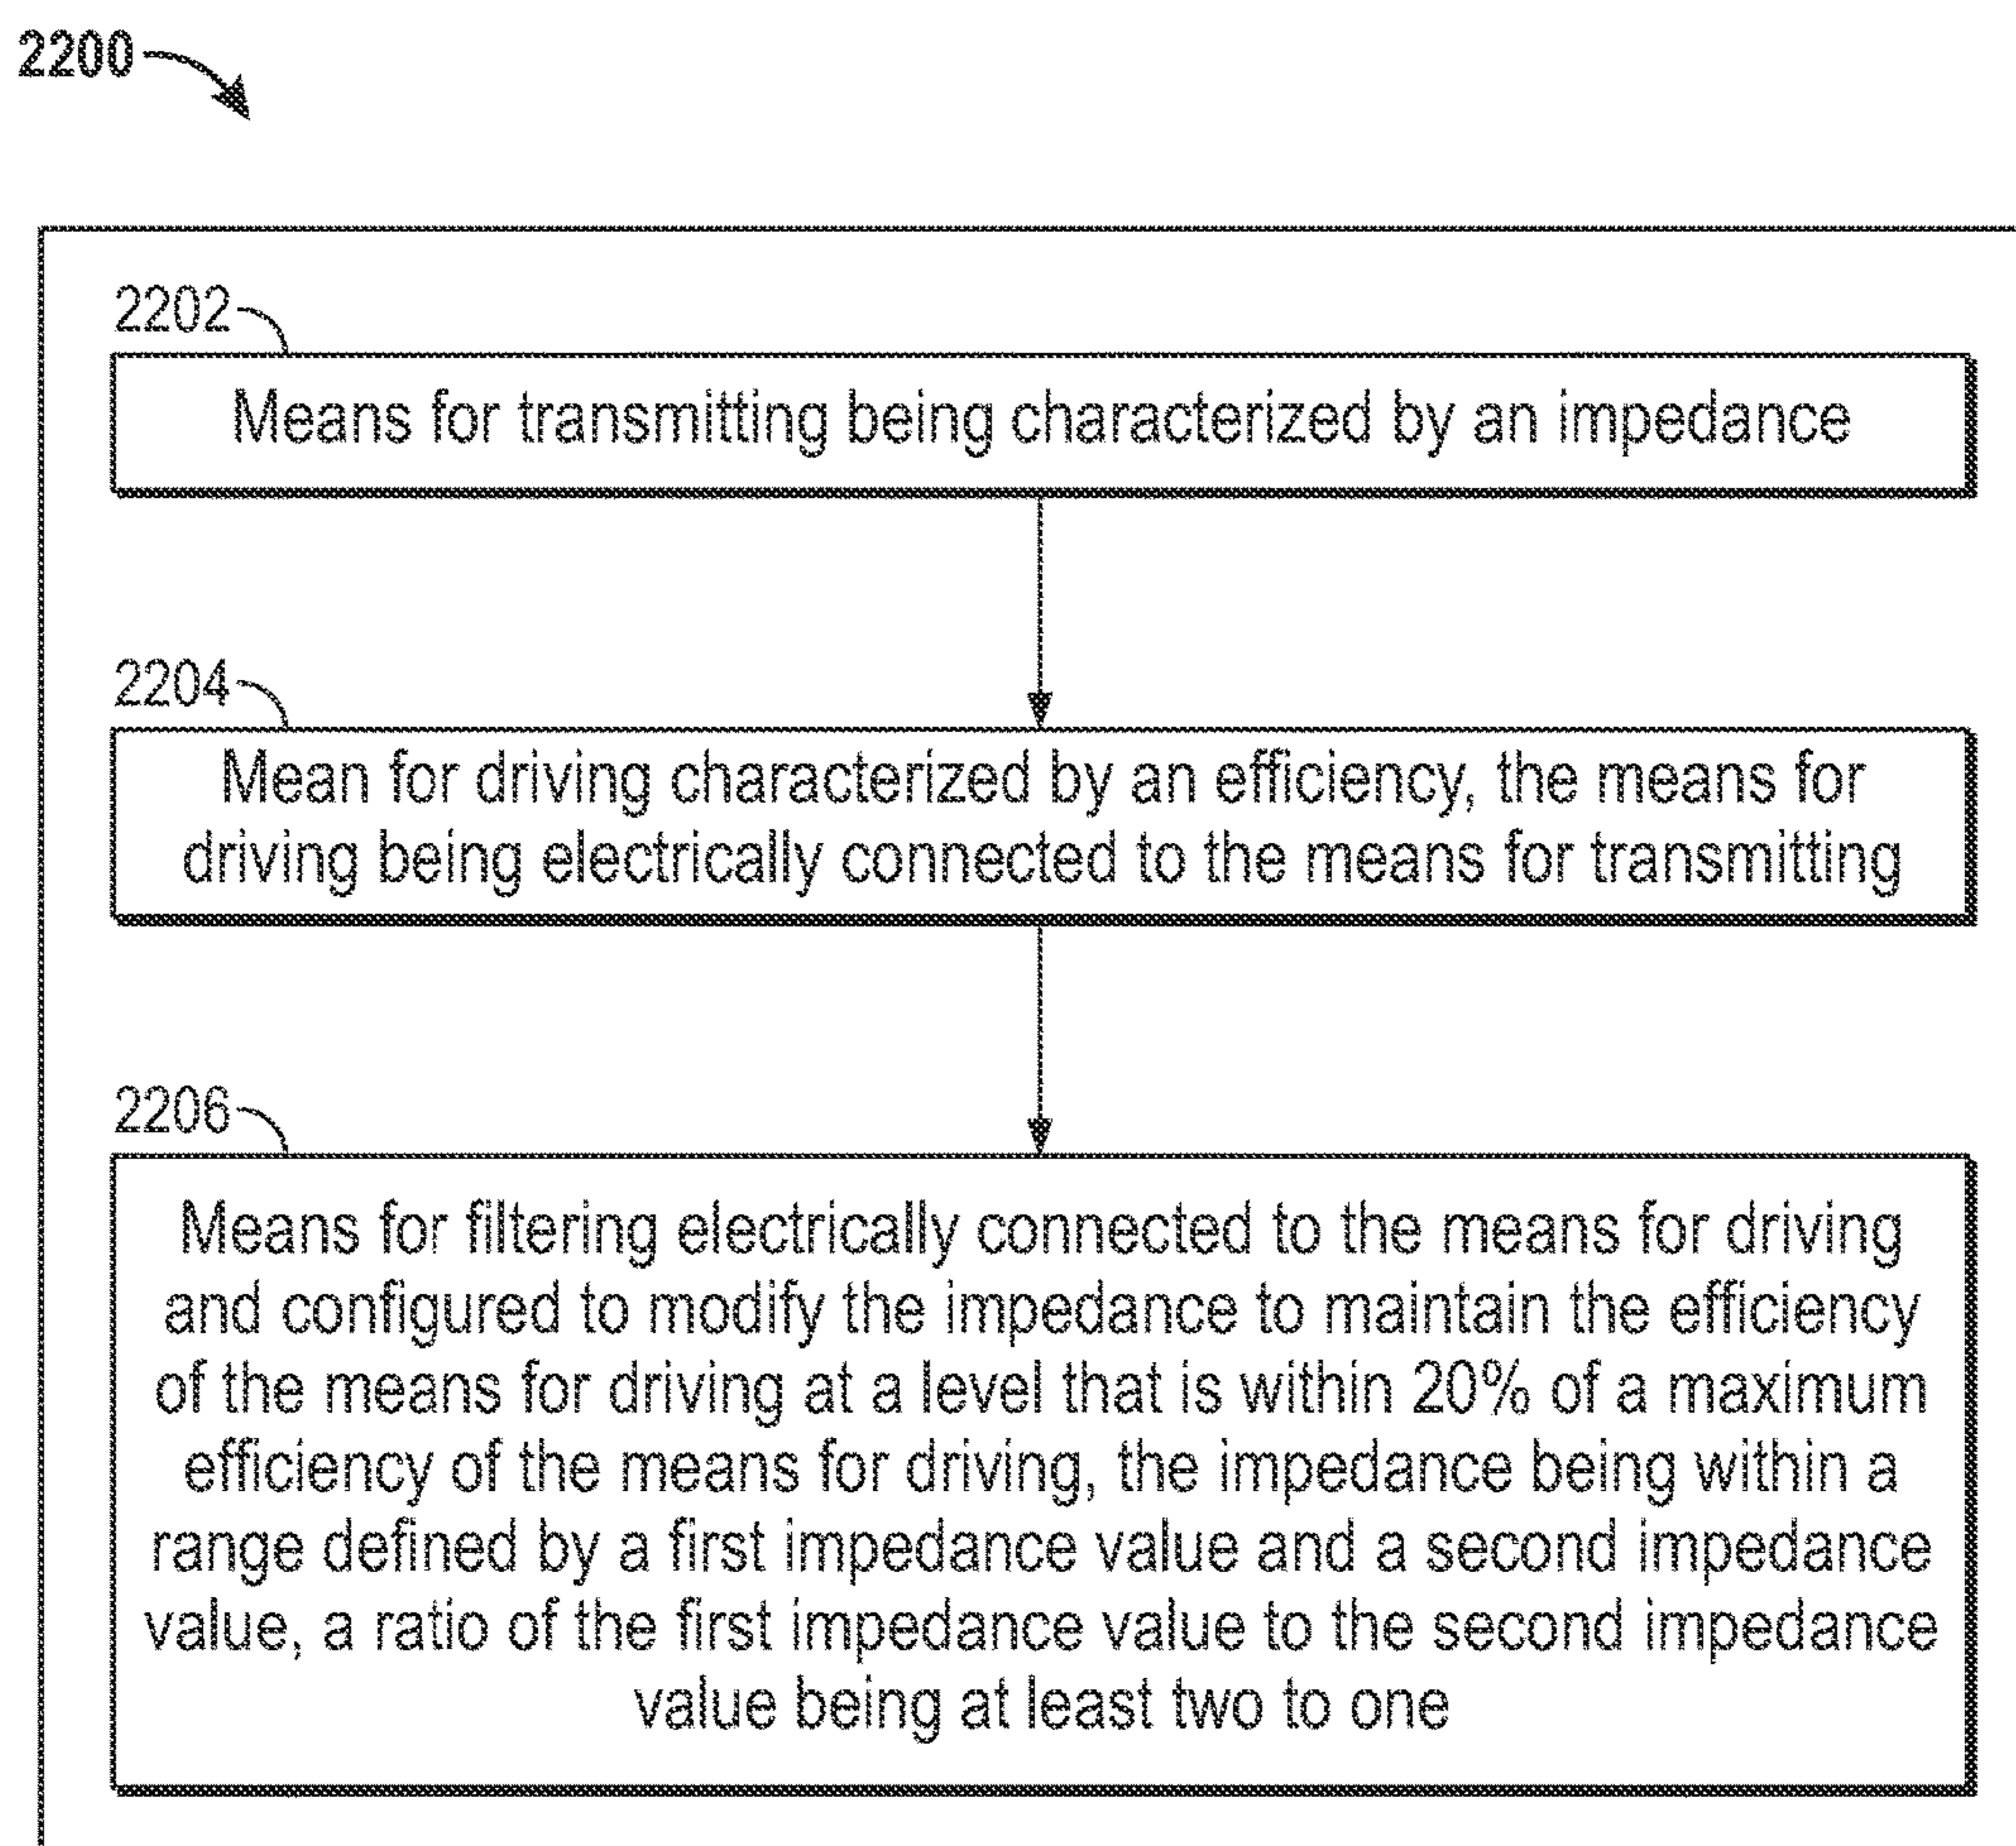 2200
2202
Means for transmitting being characterized by an impedance
2204
Mean for driving characterized by an efficiency, the means for
driving being electrically connected to the means for transmitting
2206
Means for filtering electrically connected to the means for driving
and configured to modify the impedance to maintain the efficiency
of the means for driving at a level that is within 20% of a maximum
efficiency of the means for driving, the impedance being within a
range defined by a first impedance value and a second impedance
value, a ratio of the first impedance value to the second impedance
value being at least two to one